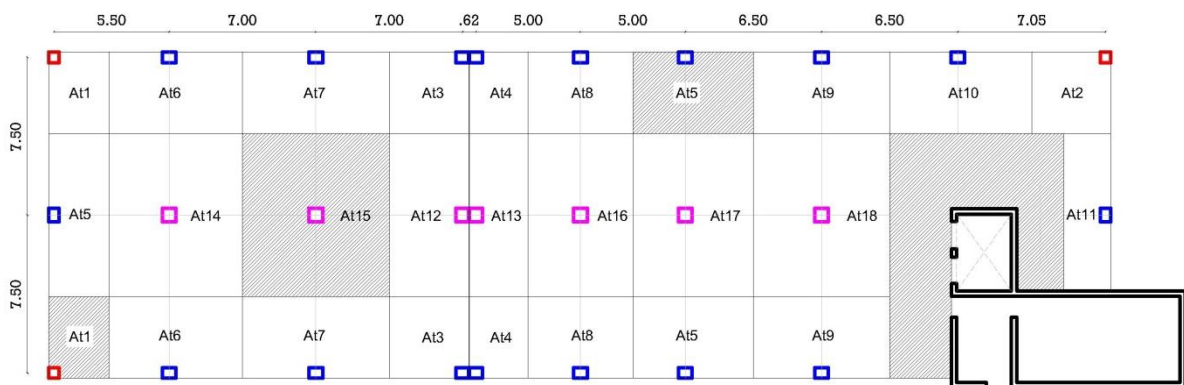 5.50 7.00 7.00 .62 5.00 5.00 6.50 6.50 7.05
At1 At6 At7 At3 At4 At8 At5 At9 At10 At2
7.50
At5 At14 At15 At12 At13 At16 At17 At18 At11
7.50
At1 At6 At7 At3 At4 At8 At5 At9